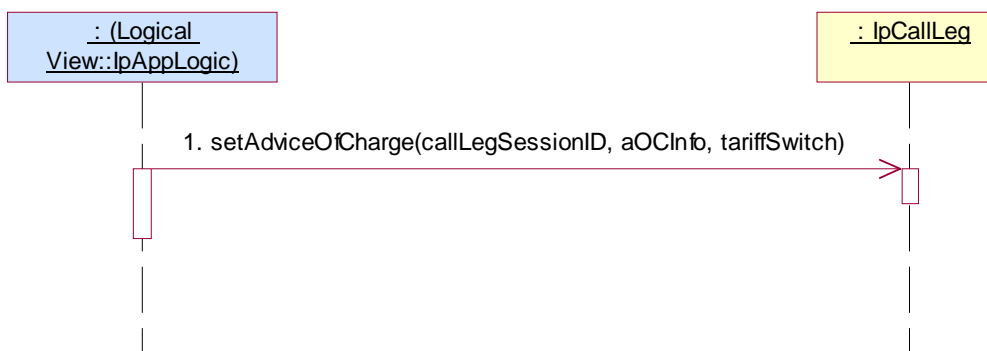 : (Logical
View::IpAppLogic)
: IpCallLeg
1. setAdviceOfCharge(callLegSessionID, aOCInfo, tariffSwitch)